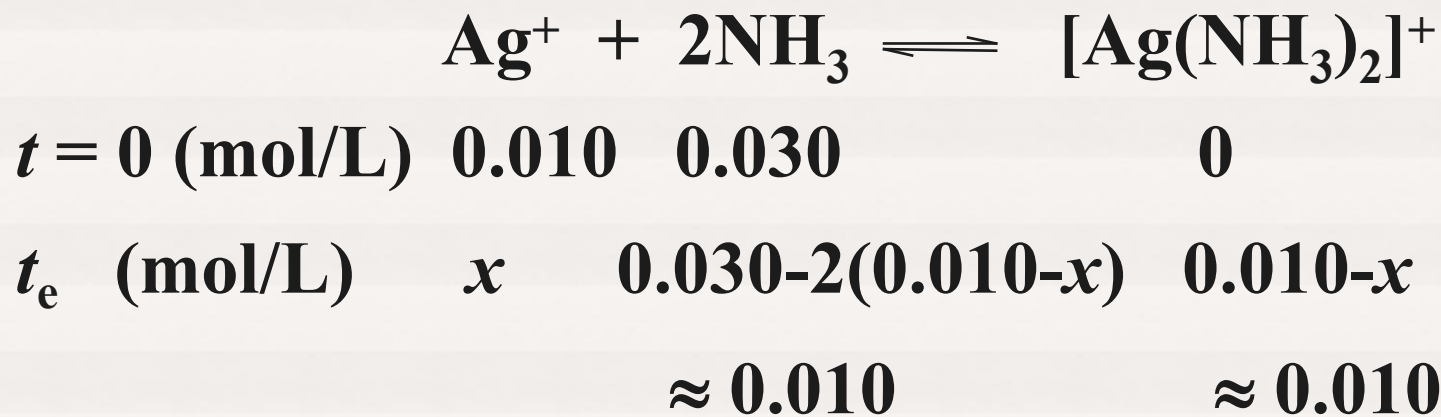 Ag⁺ + 2NH₃ ⇌ [Ag(NH₃)₂]⁺
t = 0 (mol/L) 0.010 0.030 0
tₑ (mol/L) x 0.030-2(0.010-x) 0.010-x
≈ 0.010 ≈ 0.010